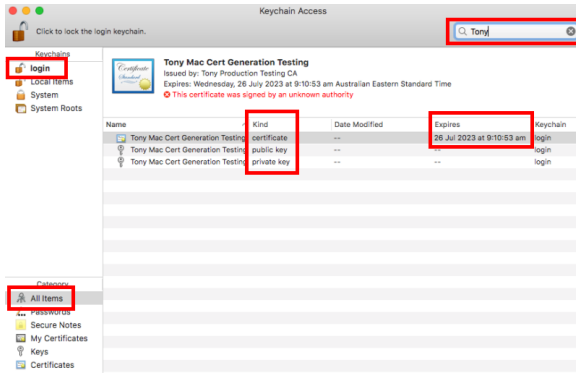 Keychain Access
Click to lock the login keychain.
Tony
Keychains
login
Local Items
System
System Roots
Certificate
Standard
Tony Mac Cert Generation Testing
Issued by: Tony Production Testing CA
Expires: Wednesday, 26 July 2023 at 9:10:53 am Australian Eastern Standard Time
This certificate was signed by an unknown authority
Name Kind Date Modified Expires Keychain
Tony Mac Cert Generation Testing certificate -- 26 Jul 2023 at 9:10:53 am login
Tony Mac Cert Generation Testing public key -- -- login
Tony Mac Cert Generation Testing private key -- -- login
Category
All Items
Passwords
Secure Notes
My Certificates
Keys
Certificates